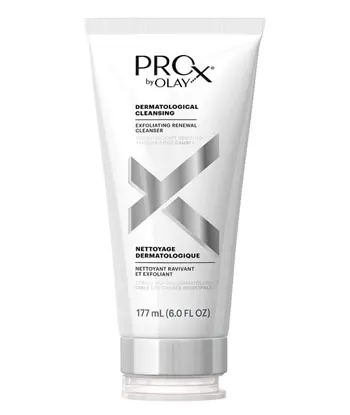 PROX®
by OLAY
DERMATOLOGICAL
CLEANSING
EXFOLIATING RENEWAL
CLEANSER
NETTOYAGE
DERMATOLOGIQUE
NETTOYANT RAVIVANT
ET EXFOLIANT
177 mL (6.0 FL OZ)